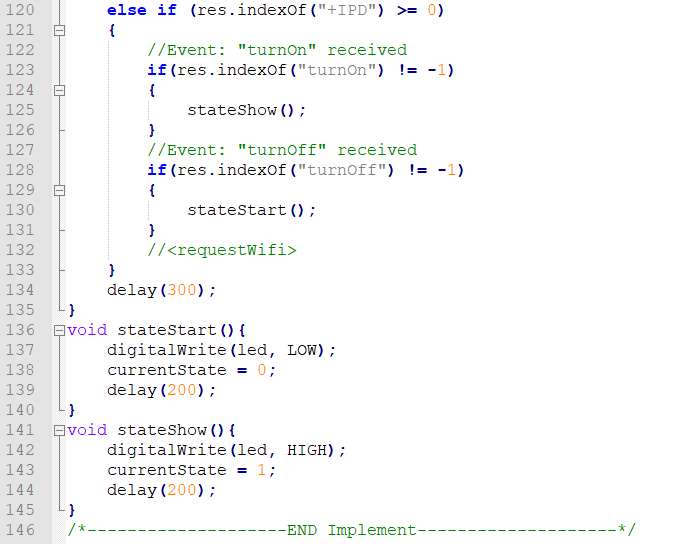 120 else if (res.indexOf("+IPD") >= 0)
121 {
122 //Event: "turnOn" received
123 if(res.indexOf("turnOn") != -1)
124 {
125 stateShow();
126 }
127 //Event: "turnOff" received
128 if(res.indexOf("turnOff") != -1)
129 {
130 stateStart();
131 }
132 //<requestWifi>
133 }
134 delay(300);
135 }
136 void stateStart(){
137 digitalWrite(led, LOW);
138 currentState = 0;
139 delay(200);
140 }
141 void stateShow(){
142 digitalWrite(led, HIGH);
143 currentState = 1;
144 delay(200);
145 }
146 /*--------------------END Implement--------------------*/